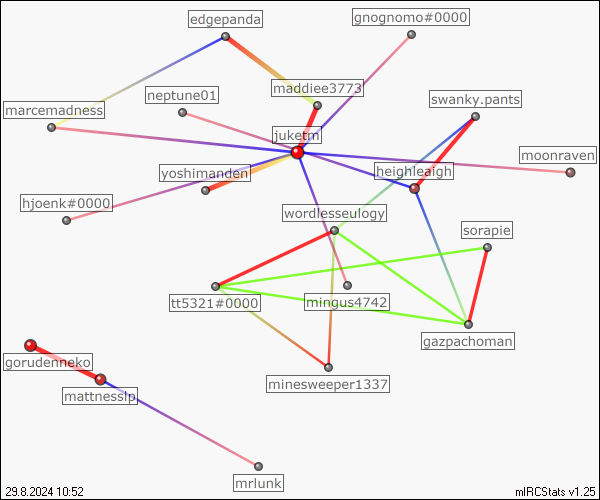 gnognomo#0000
edgepanda
maddiee3773
neptune01
swanky.pants
marcemadness
juketm
moonraven
yoshimanden
heighleaigh
hjoenk#0000
wordlesseulogy
sorapie
tt5321#0000
mingus4742
gazpachoman
gorudenneko
minesweeper1337
mattnesslp
mrlunk
29.8.2024 10:52
mIRCStats v1.25